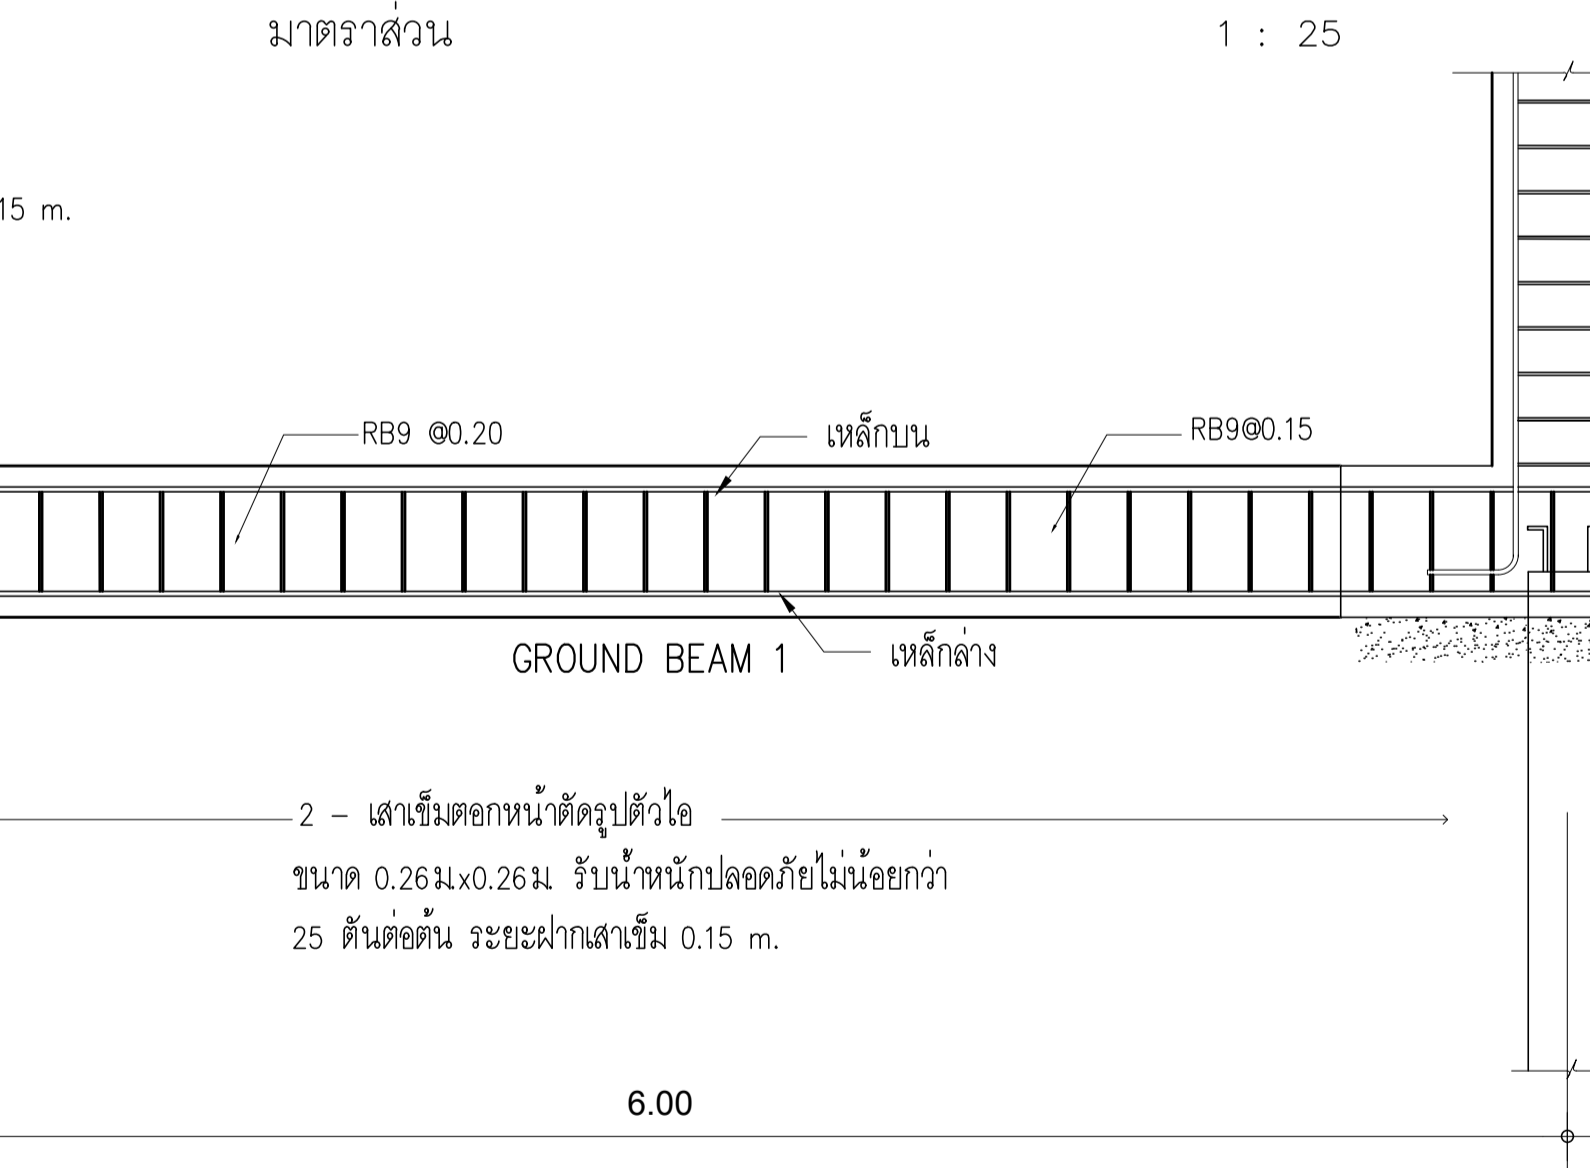 มาตราส่วน 1 : 25
15 m.
RB9 @0.20
เหล็กบน
RB9@0.15
GROUND BEAM 1
เหล็กล่าง
2 - เสาเข็มตอกหน้าตัดรูปตัวไอ
ขนาด 0.26ม.x0.26ม. รับน้ำหนักปลอดภัยไม่น้อยกว่า
25 ตันต่อต้น ระยะฝากเสาเข็ม 0.15 m.
6.00